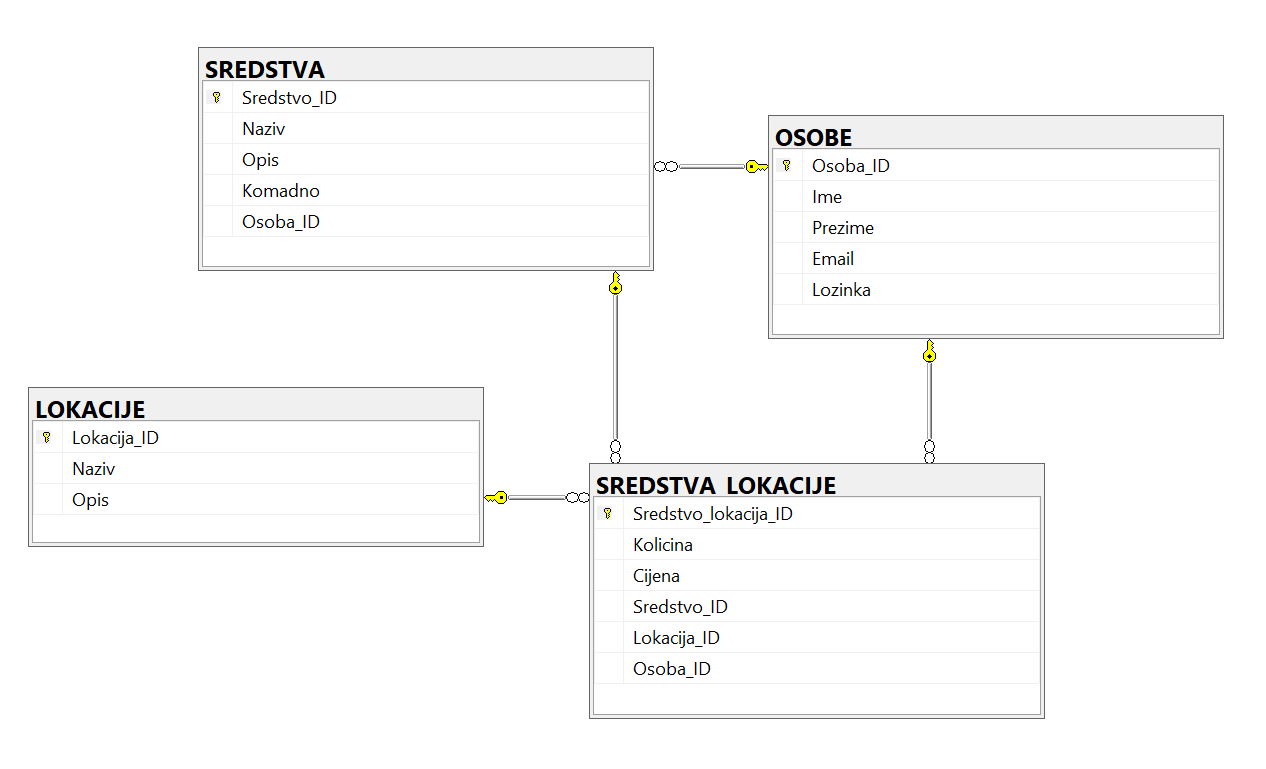 SREDSTVA
Sredstvo_ID
Naziv
Opis
Komadno
Osoba_ID
OSOBE
Osoba_ID
Ime
Prezime
Email
Lozinka
LOKACIJE
Lokacija_ID
Naziv
Opis
SREDSTVA_LOKACIJE
Sredstvo_lokacija_ID
Kolicina
Cijena
Sredstvo_ID
Lokacija_ID
Osoba_ID